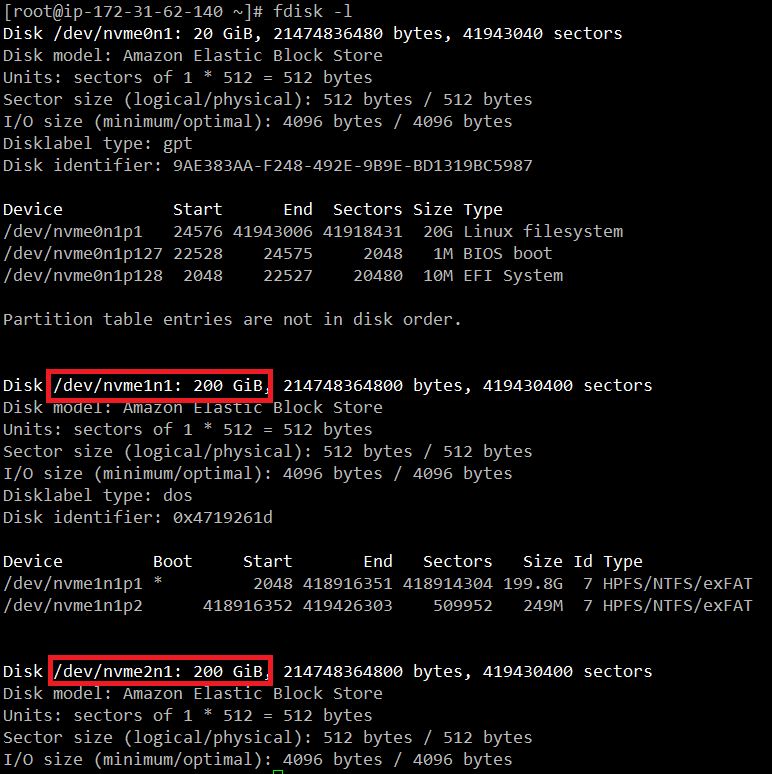 [root@ip-172-31-62-140 ~]# fdisk -l
Disk /dev/nvme0n1: 20 GiB, 21474836480 bytes, 41943040 sectors
Disk model: Amazon Elastic Block Store
Units: sectors of 1 * 512 = 512 bytes
Sector size (logical/physical): 512 bytes / 512 bytes
I/O size (minimum/optimal): 4096 bytes / 4096 bytes
Disklabel type: gpt
Disk identifier: 9AE383AA-F248-492E-9B9E-BD1319BC5987
Device Start End Sectors Size Type
/dev/nvme0n1p1 24576 41943006 41918431 20G Linux filesystem
/dev/nvme0n1p127 22528 24575 2048 1M BIOS boot
/dev/nvme0n1p128 2048 22527 20480 10M EFI System
Partition table entries are not in disk order.
Disk /dev/nvme1n1: 200 GiB, 214748364800 bytes, 419430400 sectors
Disk model: Amazon Elastic Block Store
Units: sectors of 1 * 512 = 512 bytes
Sector size (logical/physical): 512 bytes / 512 bytes
I/O size (minimum/optimal): 4096 bytes / 4096 bytes
Disklabel type: dos
Disk identifier: 0x4719261d
Device Boot Start End Sectors Size Id Type
/dev/nvme1n1p1 * 2048 418916351 418914304 199.8G 7 HPFS/NTFS/exFAT
/dev/nvme1n1p2 418916352 419426303 509952 249M 7 HPFS/NTFS/exFAT
Disk /dev/nvme2n1: 200 GiB, 214748364800 bytes, 419430400 sectors
Disk model: Amazon Elastic Block Store
Units: sectors of 1 * 512 = 512 bytes
Sector size (logical/physical): 512 bytes / 512 bytes
I/O size (minimum/optimal): 4096 bytes / 4096 bytes